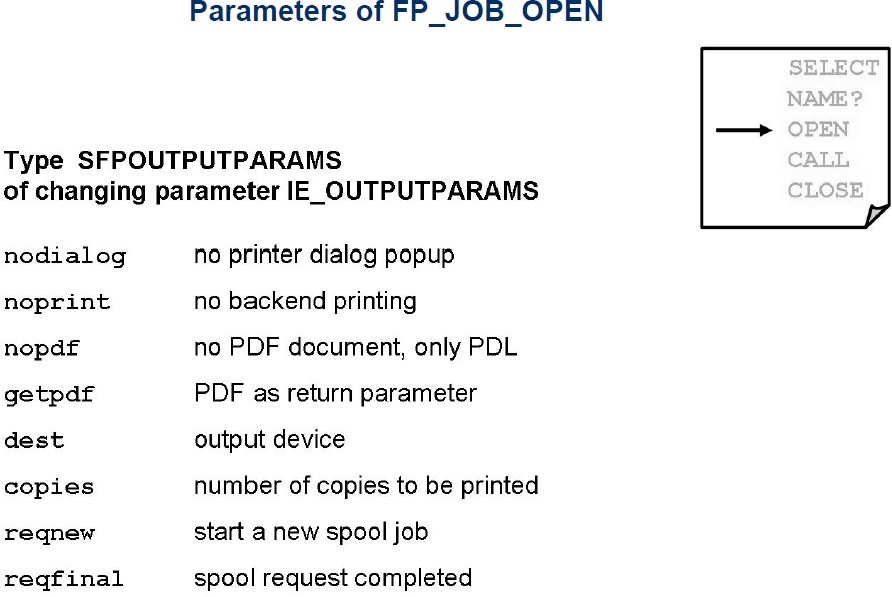 Parameters of FP_JOB_OPEN
SELECT
NAME?
OPEN
CALL
CLOSE
Type SFPOUTPUTPARAMS
of changing parameter IE_OUTPUTPARAMS
nodialog no printer dialog popup
noprint no backend printing
nopdf no PDF document, only PDL
getpdf PDF as return parameter
dest output device
copies number of copies to be printed
reqnew start a new spool job
reqfinal spool request completed